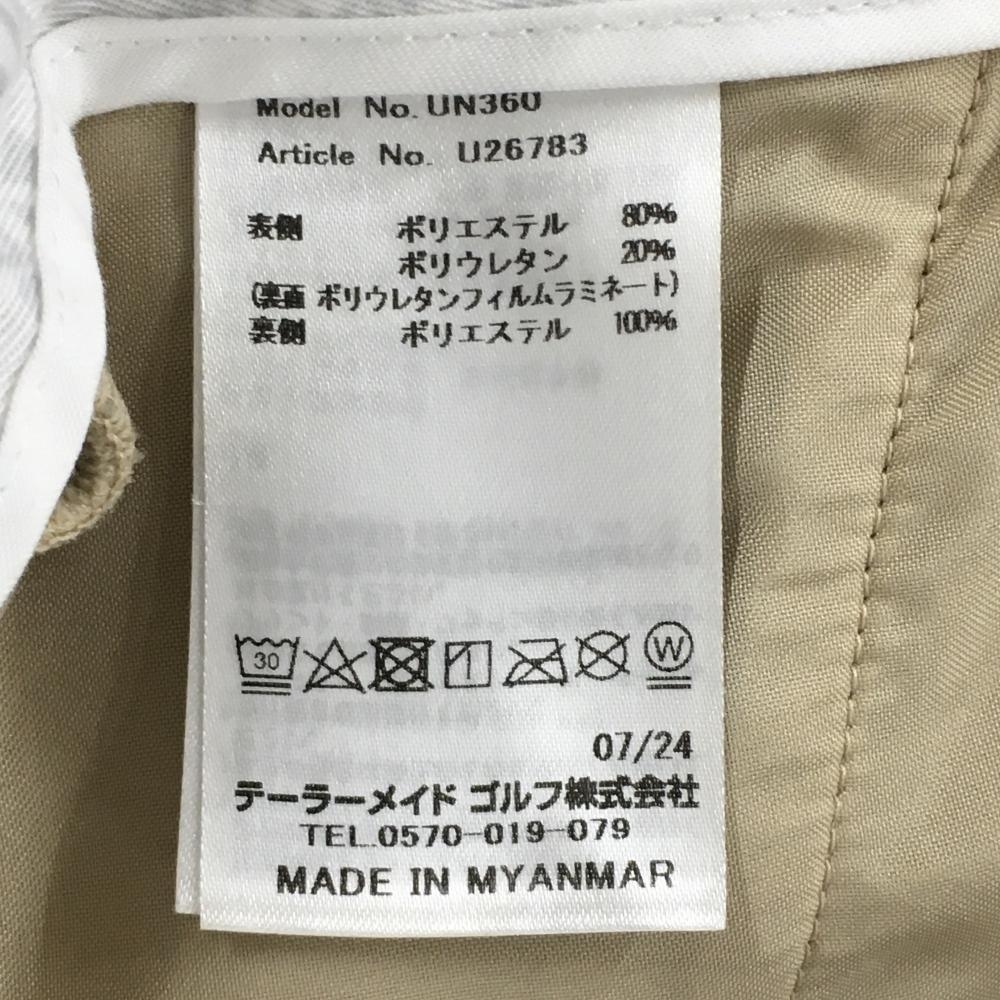 Model No. UN360
Article No. U26783
表側 ポリエステル 80%
ポリウレタン 20%
(裏面 ポリウレタンフィルムラミネート)
裏側 ポリエステル 100%
30 W
07/24
テーラーメイド ゴルフ株式会社
TEL.0570-019-079
MADE IN MYANMAR